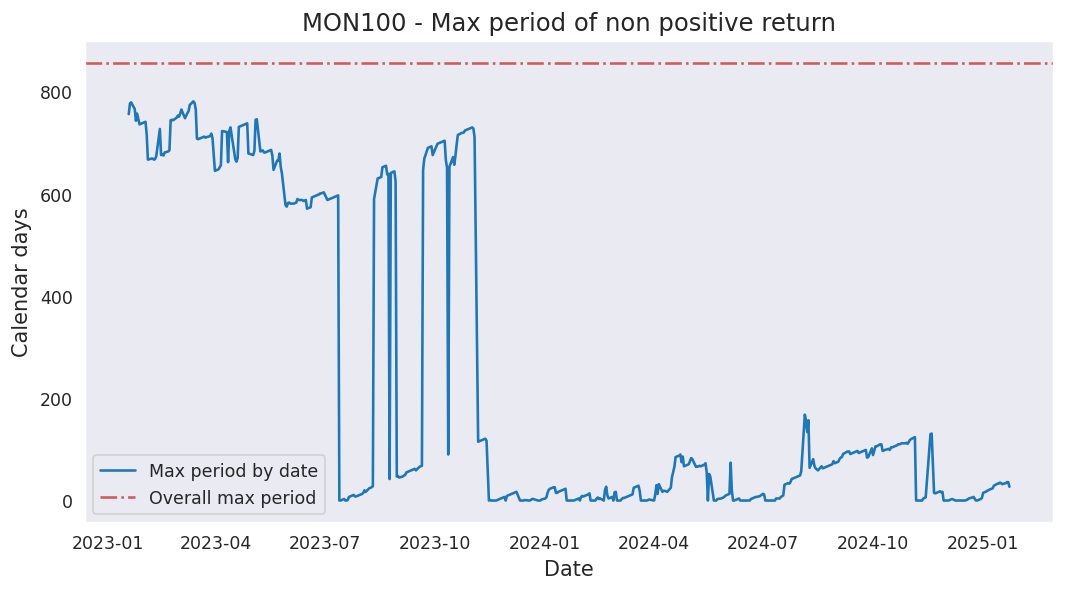 MON100 - Max period of non positive return
Calendar days
800
600
400
200
0
Max period by date
Overall max period
2023-01 2023-04 2023-07 2023-10 2024-01 2024-04 2024-07 2024-10 2025-01
Date